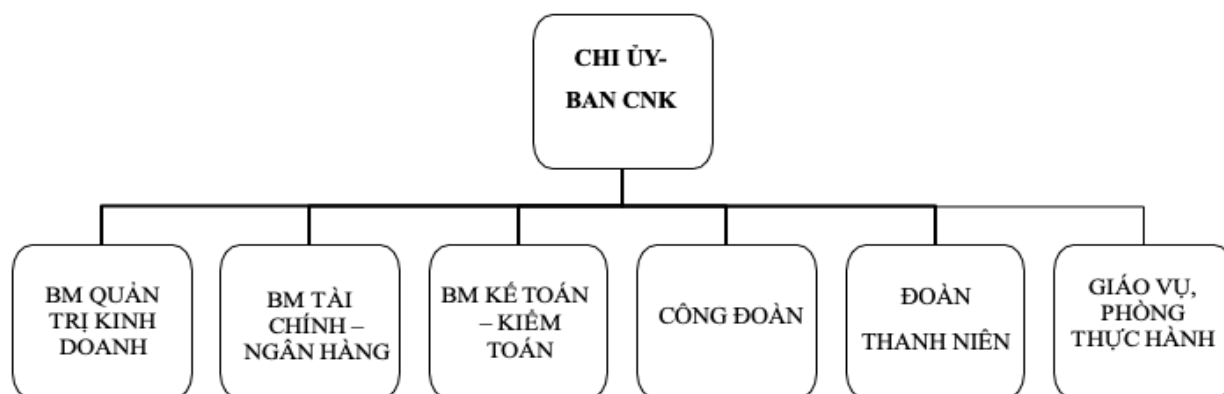 CHI ỦY-
BAN CNK
BM QUẢN
TRỊ KINH
DOANH
BM TÀI
CHÍNH –
NGÂN HÀNG
BM KẾ TOÁN
– KIỂM
TOÁN
CÔNG ĐOÀN
ĐOÀN
THANH NIÊN
GIÁO VỤ,
PHÒNG
THỰC HÀNH